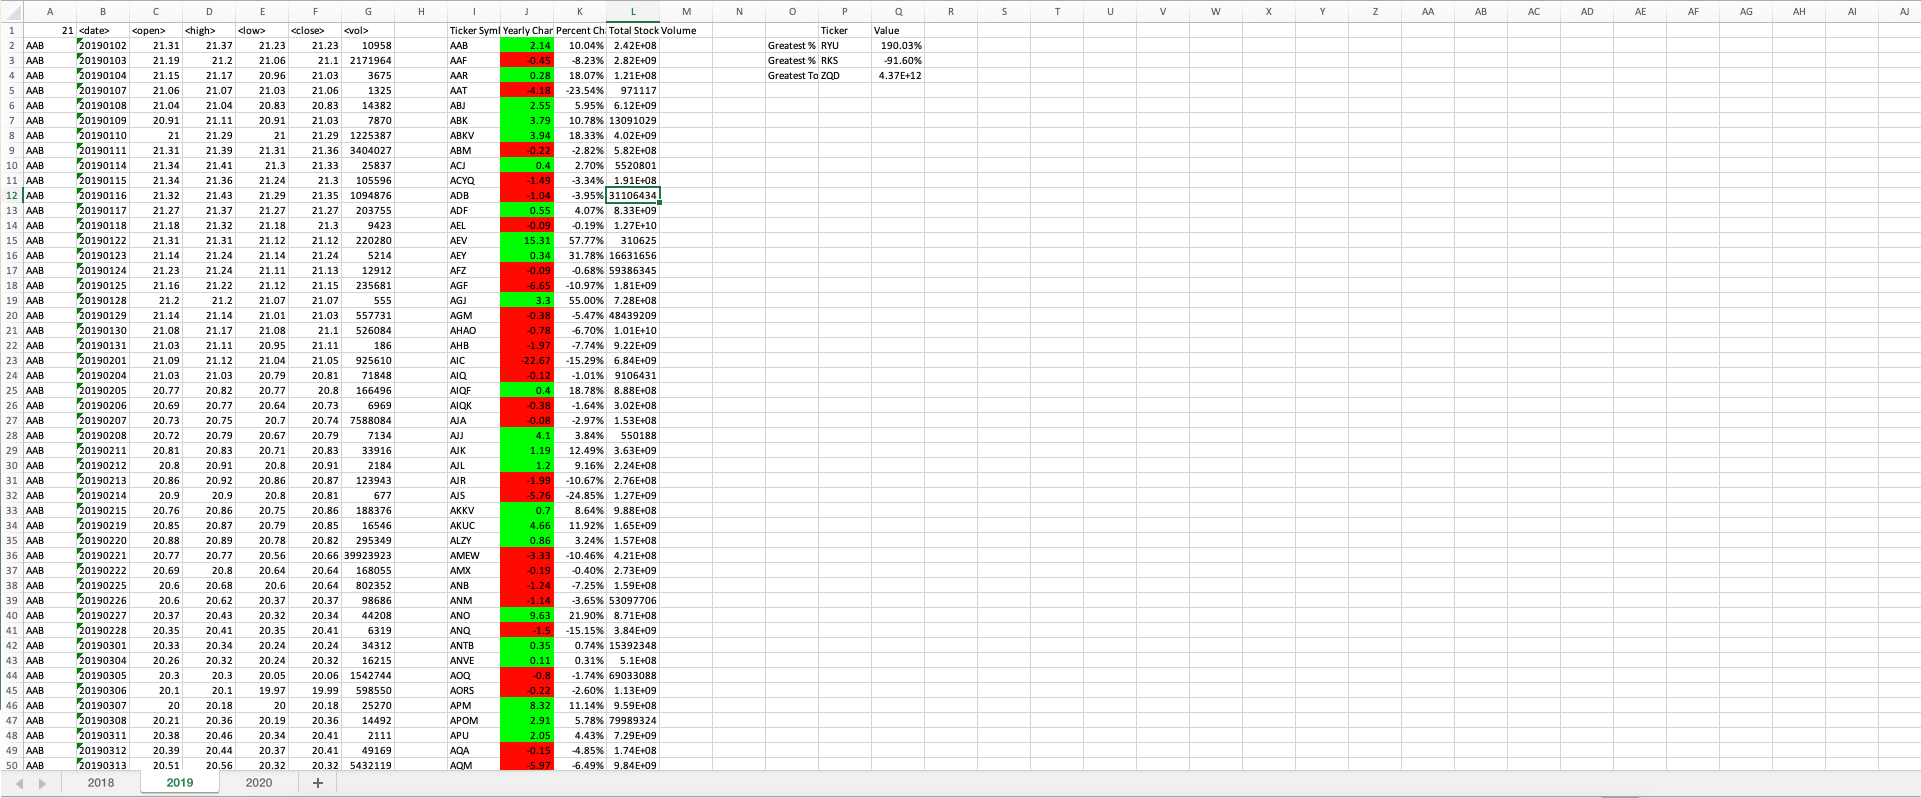 A B C D E F G H I J K L M N O P Q R S T U V W X Y Z AA AB AC AD AE AF AG AH AI AJ
1 21 <date> <open> <high> <low> <close> <vol> Ticker Syml Yearly Char Percent Ch Total Stock Volume Ticker Value
2 AAB 20190102 21.31 21.37 21.23 21.23 10958 AAB 2.14 10.04% 2.42E+08 Greatest % RYU 190.03%
3 AAB 20190103 21.19 21.2 21.06 21.1 2171964 AAF -0.45 -8.23% 2.82E+09 Greatest % RKS -91.60%
4 AAB 20190104 21.15 21.17 20.96 21.03 3675 AAR 0.28 18.07% 1.21E+08 Greatest To ZQD 4.37E+12
5 AAB 20190107 21.06 21.07 21.03 21.06 1325 AAT -4.18 -23.54% 971117
6 AAB 20190108 21.04 21.04 20.83 20.83 14382 ABJ 2.55 5.95% 6.12E+09
7 AAB 20190109 20.91 21.11 20.91 21.03 7870 ABK 3.79 10.78% 13091029
8 AAB 20190110 21 21.29 21 21.29 1225387 ABKV 3.94 18.33% 4.02E+09
9 AAB 20190111 21.31 21.39 21.31 21.36 3404027 ABM -0.22 -2.82% 5.82E+08
10 AAB 20190114 21.34 21.41 21.3 21.33 25837 ACJ 0.4 2.70% 5520801
11 AAB 20190115 21.34 21.36 21.24 21.3 105596 ACYQ -1.49 -3.34% 1.91E+08
12 AAB 20190116 21.32 21.43 21.29 21.35 1094876 ADB -1.04 -3.95% 31106434
13 AAB 20190117 21.27 21.37 21.27 21.27 203755 ADF 0.55 4.07% 8.33E+09
14 AAB 20190118 21.18 21.32 21.18 21.3 9423 AEL -0.09 -0.19% 1.27E+10
15 AAB 20190122 21.31 21.31 21.12 21.12 220280 AEV 15.31 57.77% 310625
16 AAB 20190123 21.14 21.24 21.14 21.24 5214 AEY 0.34 31.78% 16631656
17 AAB 20190124 21.23 21.24 21.11 21.13 12912 AFZ -0.09 -0.68% 59386345
18 AAB 20190125 21.16 21.22 21.12 21.15 235681 AGF -6.65 -10.97% 1.81E+09
19 AAB 20190128 21.2 21.2 21.07 21.07 555 AGJ 3.3 55.00% 7.28E+08
20 AAB 20190129 21.14 21.14 21.01 21.03 557731 AGM -0.38 -5.47% 48439209
21 AAB 20190130 21.08 21.17 21.08 21.1 526084 AHAO -0.78 -6.70% 1.01E+10
22 AAB 20190131 21.03 21.11 20.95 21.11 186 AHB -1.97 -7.74% 9.22E+09
23 AAB 20190201 21.09 21.12 21.04 21.05 925610 AIC -22.67 -15.29% 6.84E+09
24 AAB 20190204 21.03 21.03 20.79 20.81 71848 AIQ -0.12 -1.01% 9106431
25 AAB 20190205 20.77 20.82 20.77 20.8 166496 AIQF 0.4 18.78% 8.88E+08
26 AAB 20190206 20.69 20.77 20.64 20.73 6969 AIQK -0.38 -1.64% 3.02E+08
27 AAB 20190207 20.73 20.75 20.7 20.74 7588084 AJA -0.08 -2.97% 1.53E+08
28 AAB 20190208 20.72 20.79 20.67 20.79 7134 AJJ 4.1 3.84% 550188
29 AAB 20190211 20.81 20.83 20.71 20.83 33916 AJK 1.19 12.49% 3.63E+09
30 AAB 20190212 20.8 20.91 20.8 20.91 2184 AJL 1.2 9.16% 2.24E+08
31 AAB 20190213 20.86 20.92 20.86 20.87 123943 AJR -1.99 -10.67% 2.76E+08
32 AAB 20190214 20.9 20.9 20.8 20.81 677 AJS -5.76 -24.85% 1.27E+09
33 AAB 20190215 20.76 20.86 20.75 20.86 188376 AKKV 0.7 8.64% 9.88E+08
34 AAB 20190219 20.85 20.87 20.79 20.85 16546 AKUC 4.66 11.92% 1.65E+09
35 AAB 20190220 20.88 20.89 20.78 20.82 295349 ALZY 0.86 3.24% 1.57E+08
36 AAB 20190221 20.77 20.77 20.56 20.66 39923923 AMEW -3.33 -10.46% 4.21E+08
37 AAB 20190222 20.69 20.8 20.64 20.64 168055 AMX -0.19 -0.40% 2.73E+09
38 AAB 20190225 20.6 20.68 20.6 20.64 802352 ANB -1.24 -7.25% 1.59E+08
39 AAB 20190226 20.6 20.62 20.37 20.37 98686 ANM -1.14 -3.65% 53097706
40 AAB 20190227 20.37 20.43 20.32 20.34 44208 ANO 9.63 21.90% 8.71E+08
41 AAB 20190228 20.35 20.41 20.35 20.41 6319 ANQ -1.5 -15.15% 3.84E+09
42 AAB 20190301 20.33 20.34 20.24 20.24 34312 ANTB 0.35 0.74% 15392348
43 AAB 20190304 20.26 20.32 20.24 20.32 16215 ANVE 0.11 0.31% 5.1E+08
44 AAB 20190305 20.3 20.3 20.05 20.06 1542744 AOQ -0.8 -1.74% 69033088
45 AAB 20190306 20.1 20.1 19.97 19.99 598550 AORS -0.22 -2.60% 1.13E+09
46 AAB 20190307 20 20.18 20 20.18 25270 APM 8.32 11.14% 9.59E+08
47 AAB 20190308 20.21 20.36 20.19 20.36 14492 APOM 2.91 5.78% 79989324
48 AAB 20190311 20.38 20.46 20.34 20.41 2111 APU 2.05 4.43% 7.29E+09
49 AAB 20190312 20.39 20.44 20.37 20.41 49169 AQA -0.15 -4.85% 1.74E+08
50 AAB 20190313 20.51 20.56 20.32 20.32 5432119 AQM -5.97 -6.49% 9.84E+09
2018 2019 2020 +